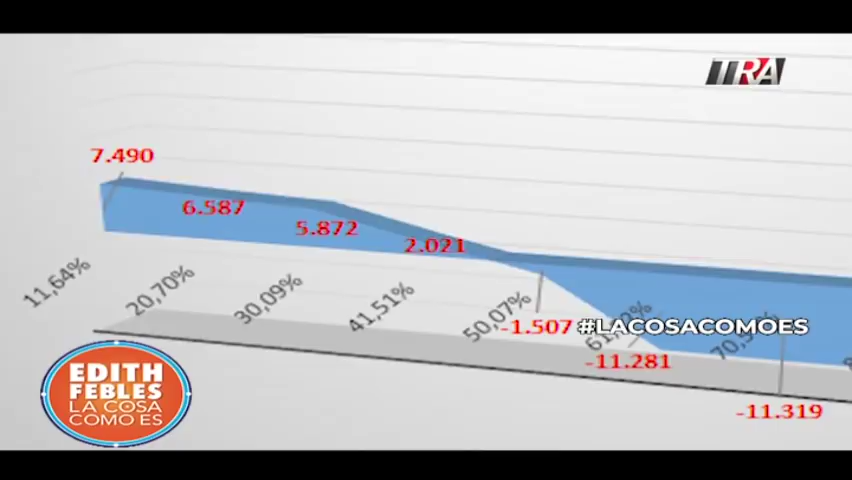 TRA
7.490
6.587
5.872
2.021
-1.507
-11.281
-11.319
11,64%
20,70%
30,09%
41,51%
50,07%
#LACOSACOMOES
EDITH
FEBLES
LA COSA
COMO ES